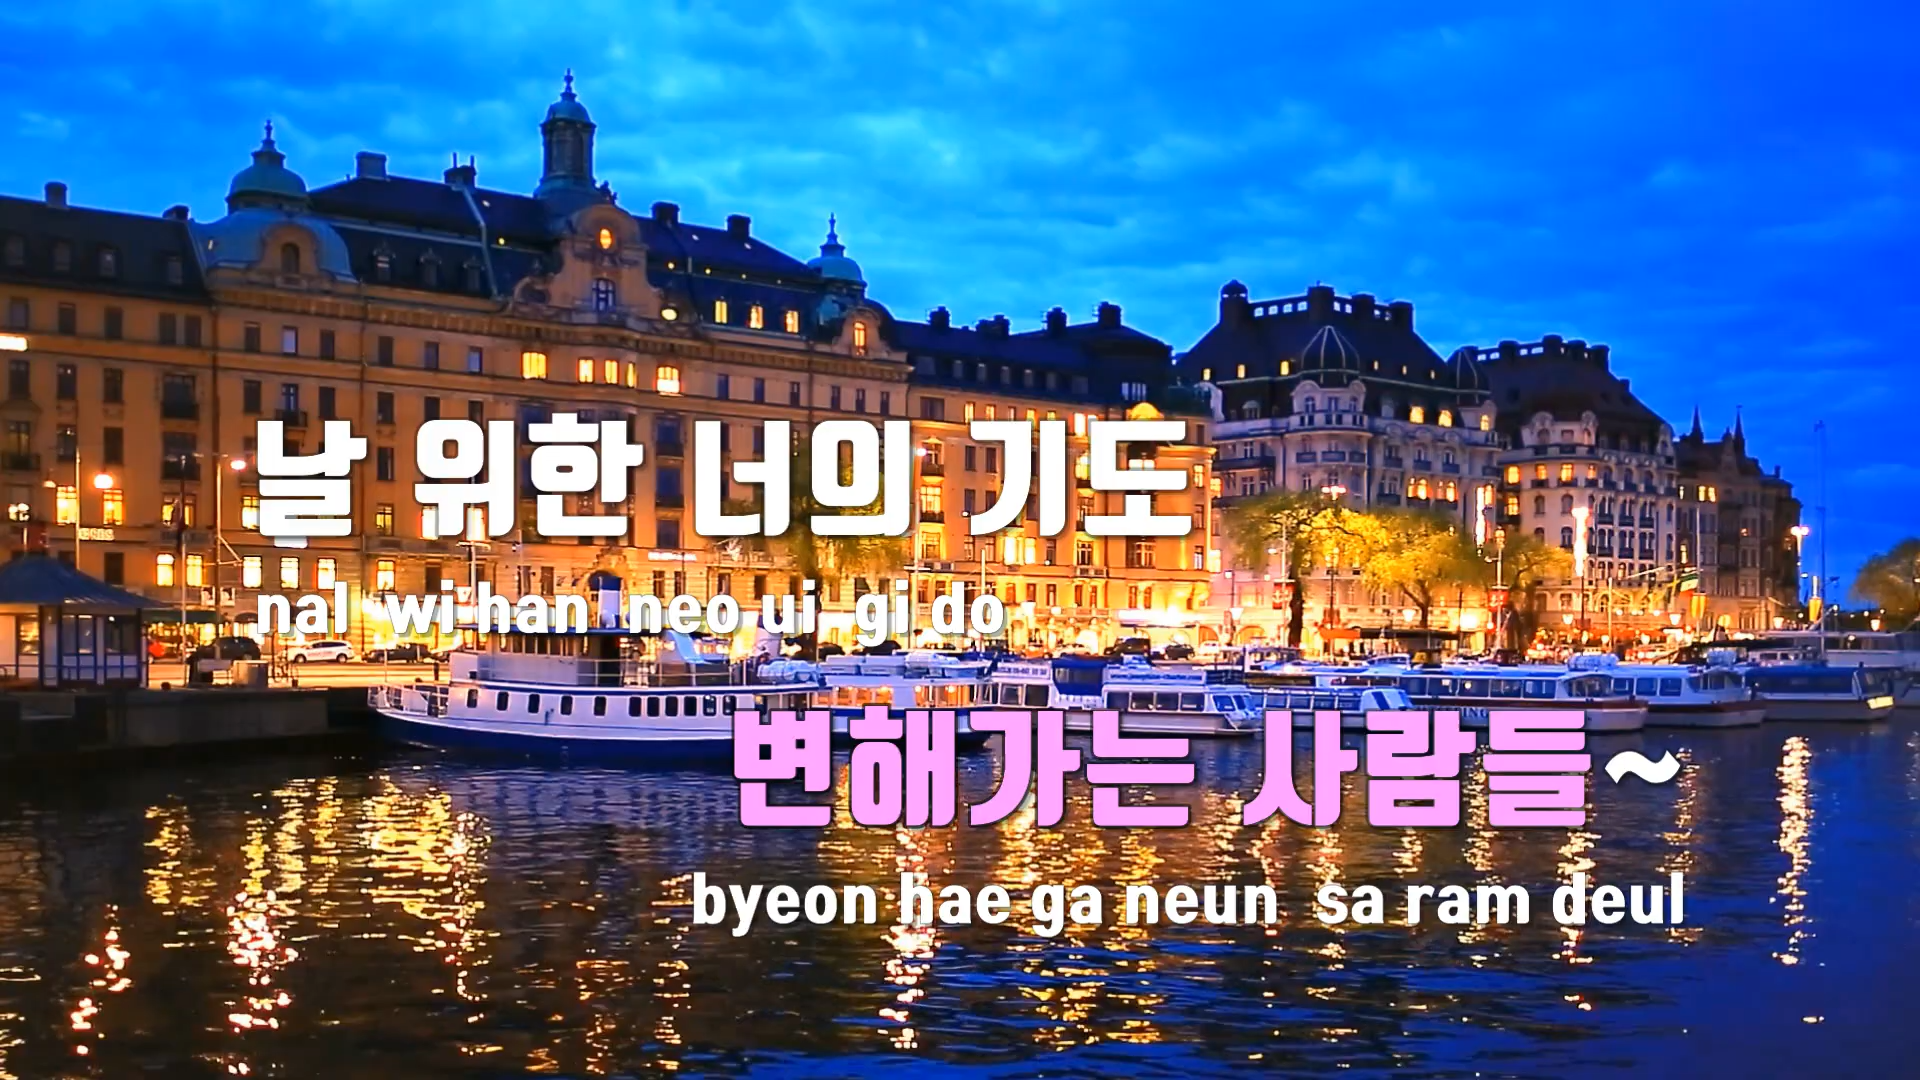 날 위한 너의 기도
nal wi han neo ui gi do
변해가는 사람들~
byeon hae ga neun sa ram deul